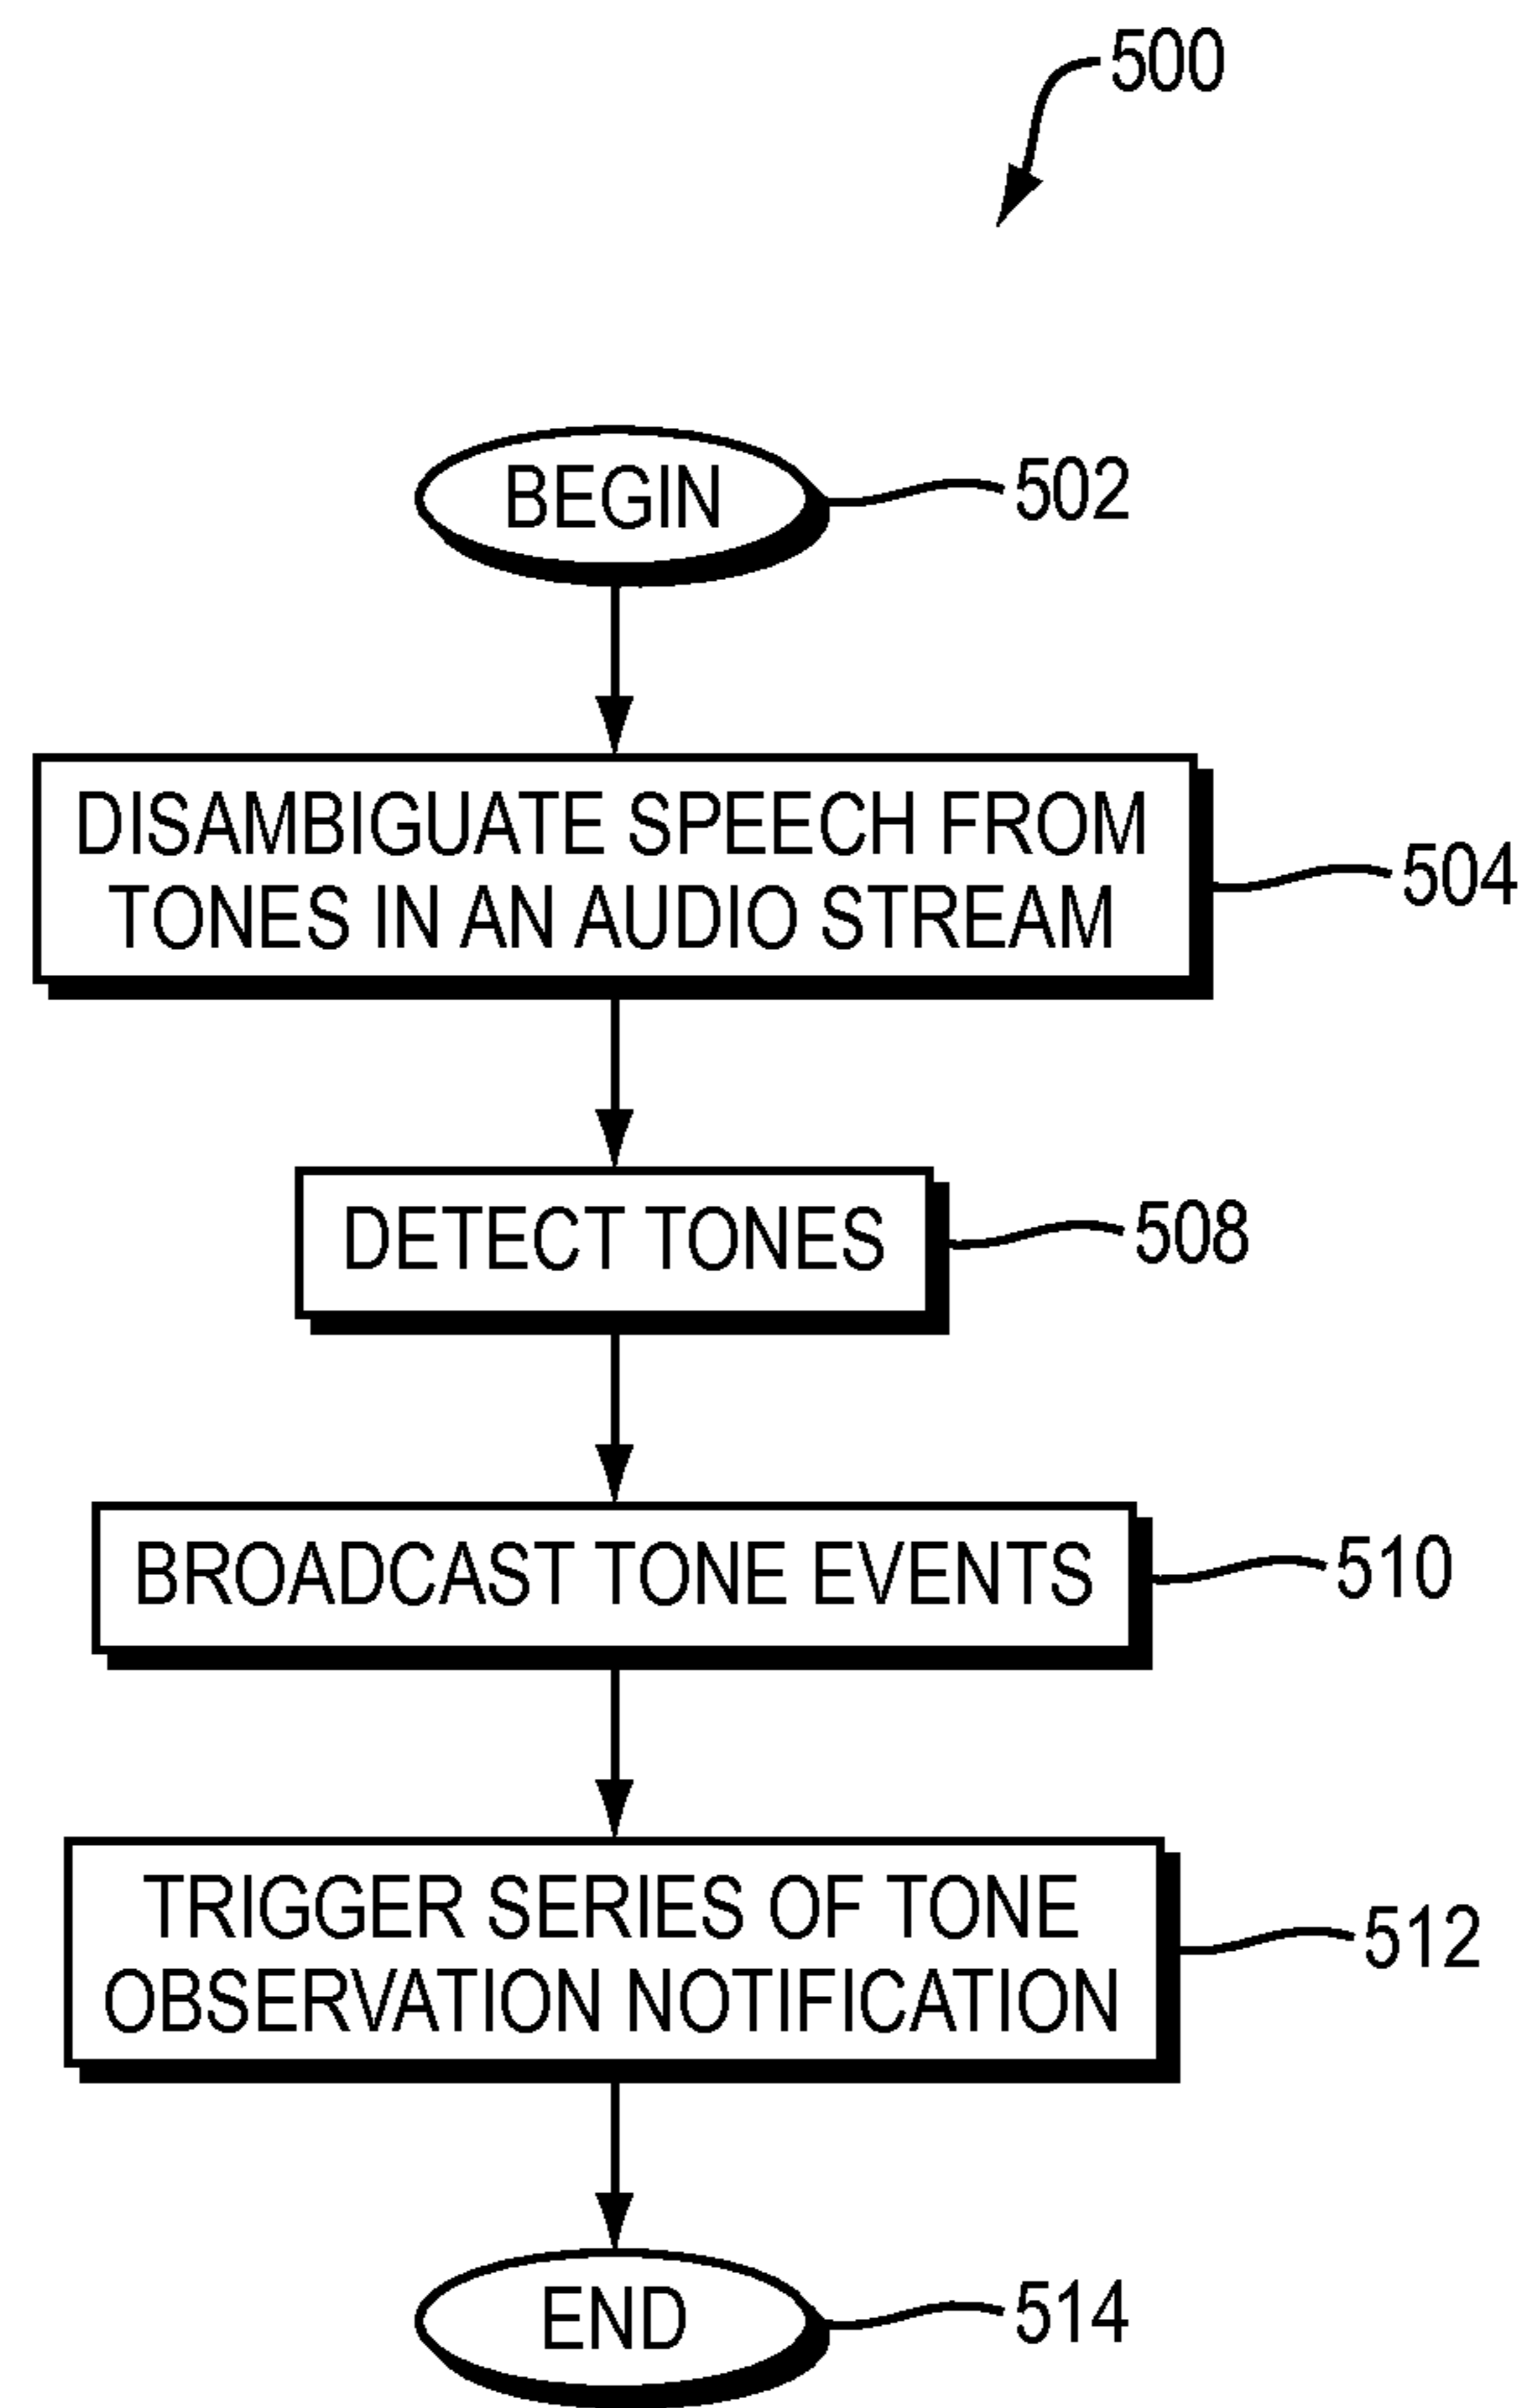 500
BEGIN
502
DISAMBIGUATE SPEECH FROM
TONES IN AN AUDIO STREAM
504
DETECT TONES
508
BROADCAST TONE EVENTS
510
TRIGGER SERIES OF TONE
OBSERVATION NOTIFICATION
512
END
514